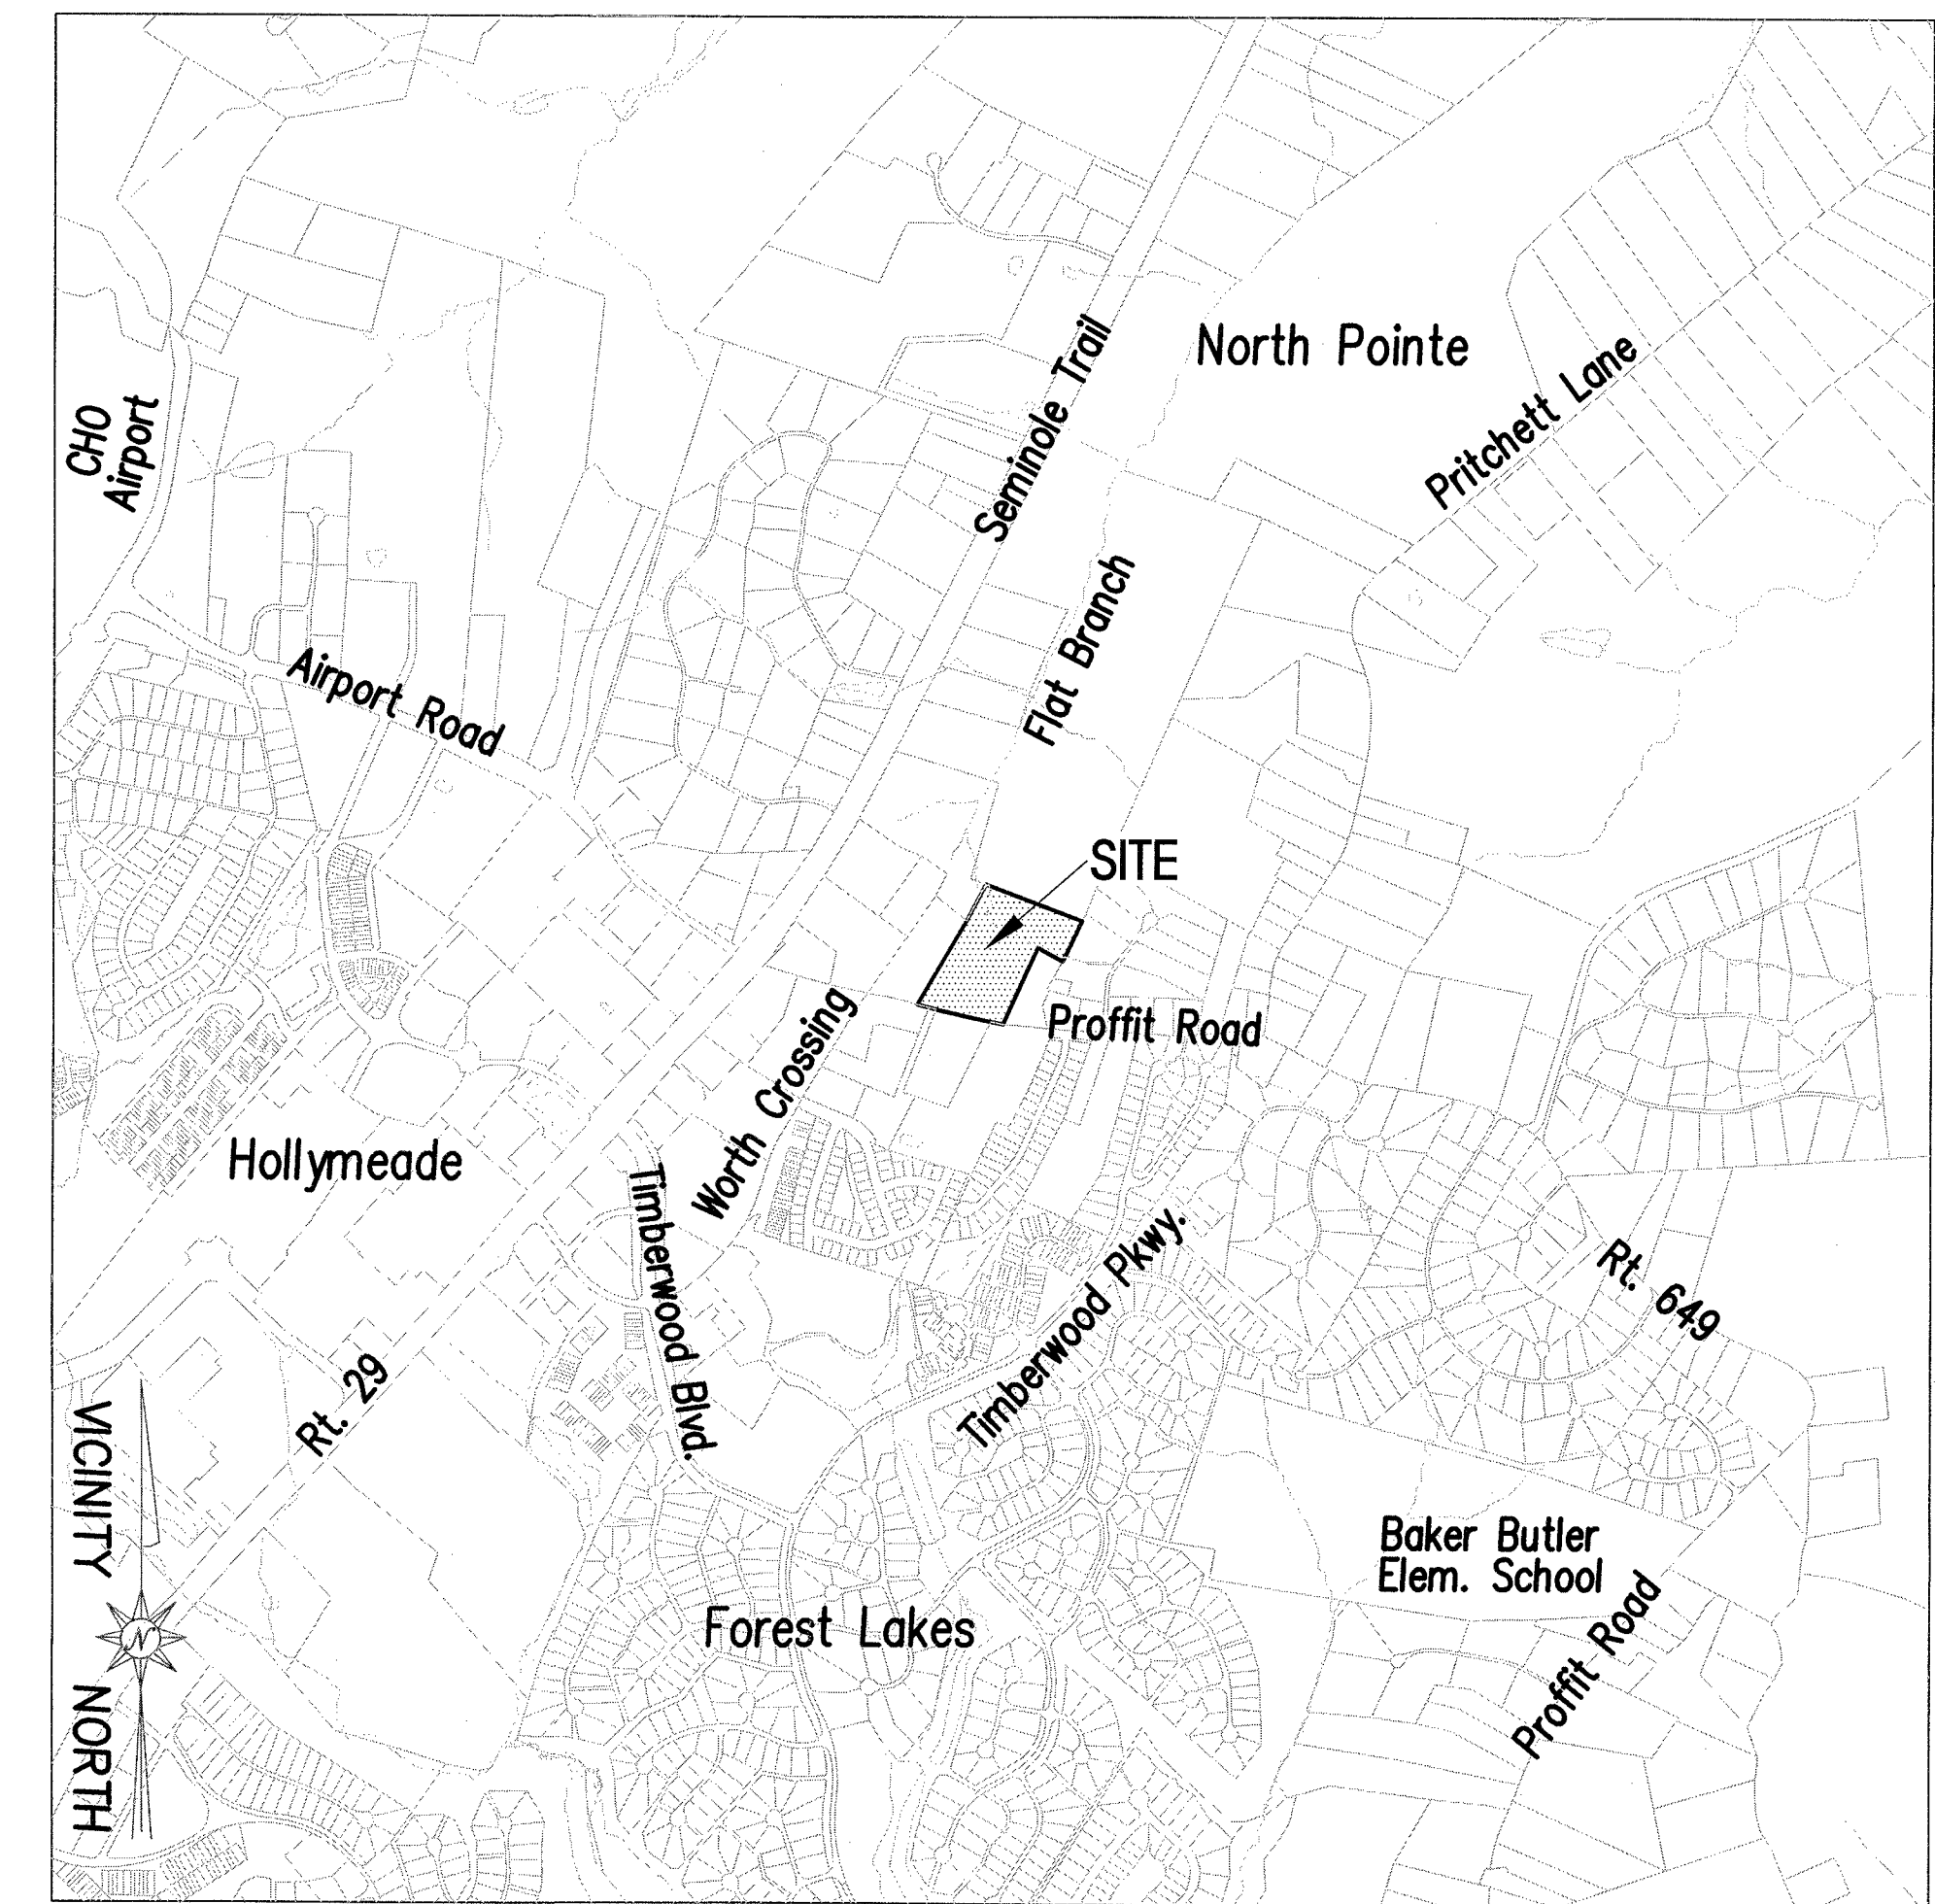 North Pointe
Seminole Trail
Pritchett Lane
CHO
Airport
Flat Branch
Airport Road
SITE
Proffit Road
Worth Crossing
Hollymeade
Timberwood Blvd.
Timberwood Pkwy.
Rt. 649
Rt. 29
Baker Butler
Elem. School
Forest Lakes
Proffit Road
VICINITY
N
NORTH